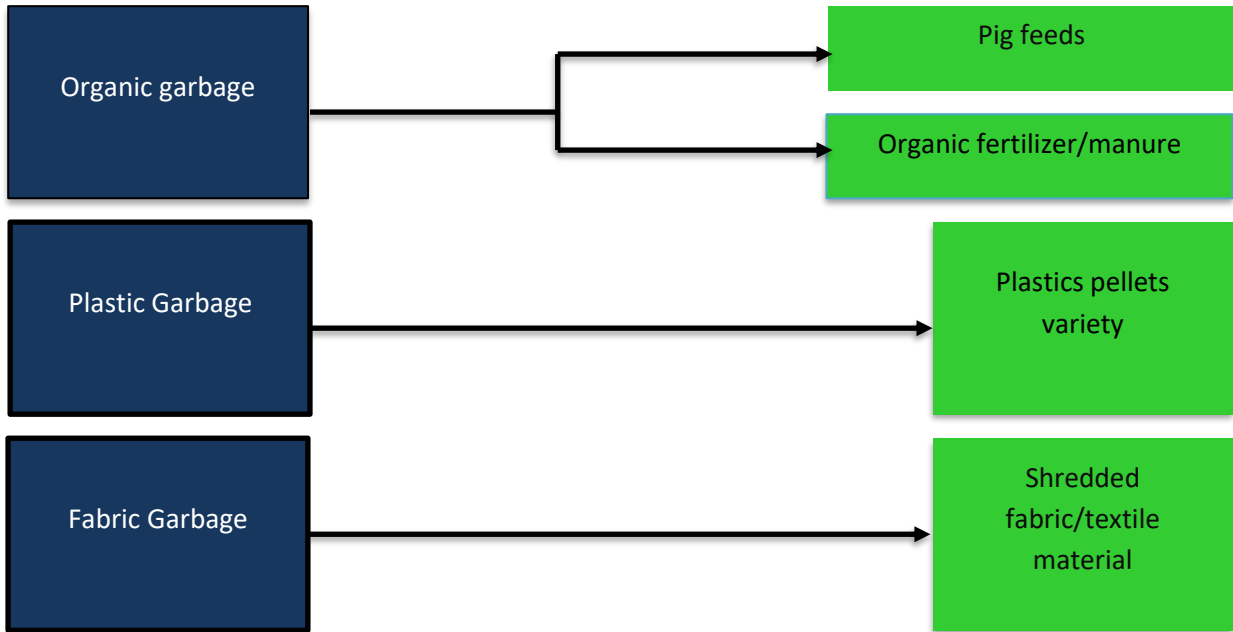 Organic garbage
Pig feeds
Organic fertilizer/manure
Plastic Garbage
Plastics pellets
variety
Fabric Garbage
Shredded
fabric/textile
material